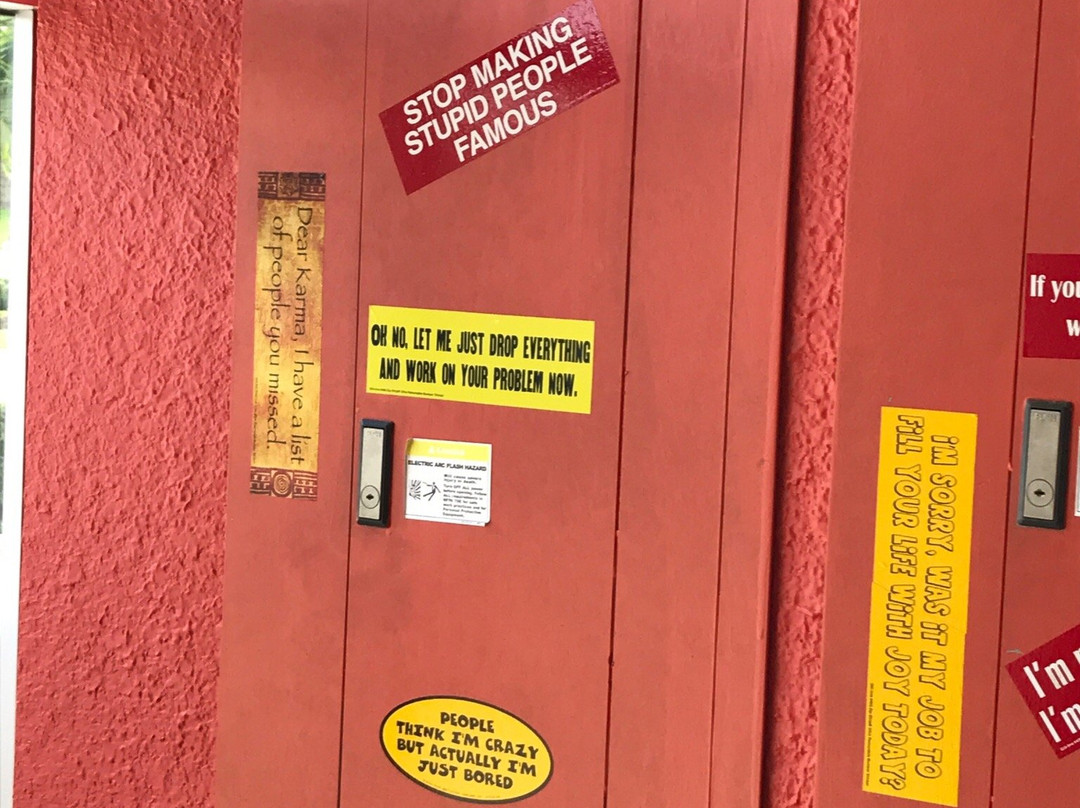 STOP MAKING
STUPID PEOPLE
FAMOUS
Dear Karma, I have a list
of people you missed.
OH NO, LET ME JUST DROP EVERYTHING
AND WORK ON YOUR PROBLEM NOW.
ELECTRIC ARC FLASH HAZARD
PEOPLE
THINK I'M CRAZY
BUT ACTUALLY I'M
JUST BORED
I'M SORRY, WAS IT MY JOB TO
FILL YOUR LIFE WITH JOY TODAY?
If you
I'm
I'm